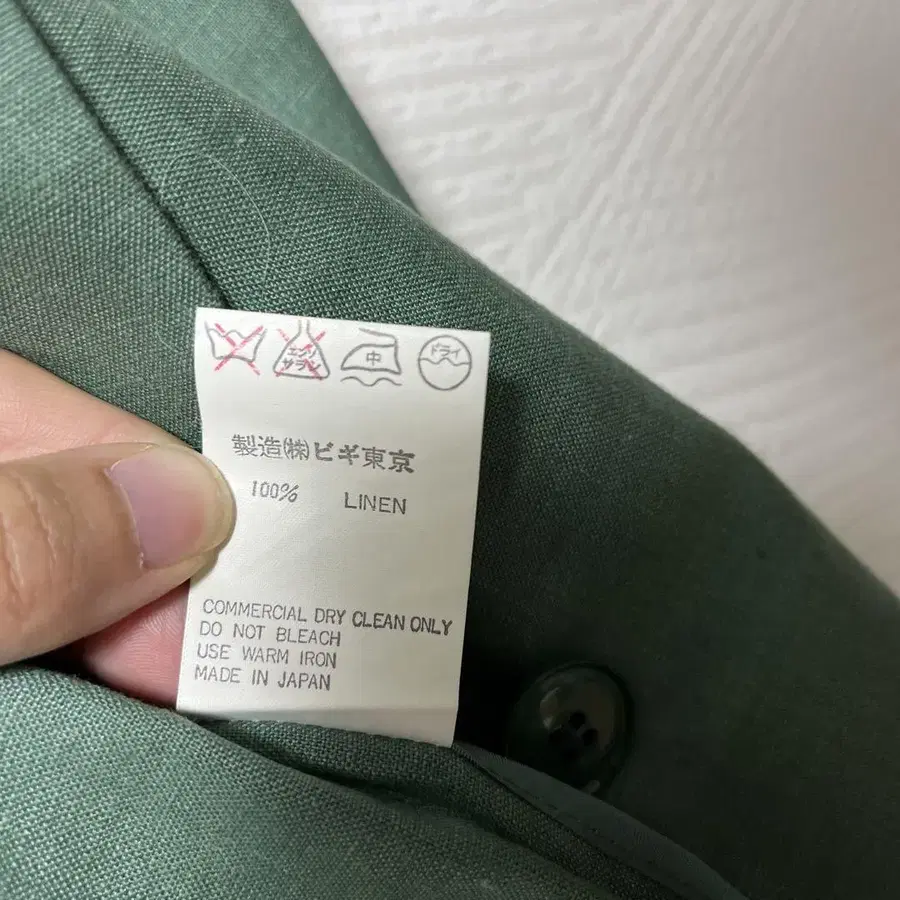 エンソ サラシ 中 ドライ
製造(株)ビギ東京
100% LINEN
COMMERCIAL DRY CLEAN ONLY
DO NOT BLEACH
USE WARM IRON
MADE IN JAPAN